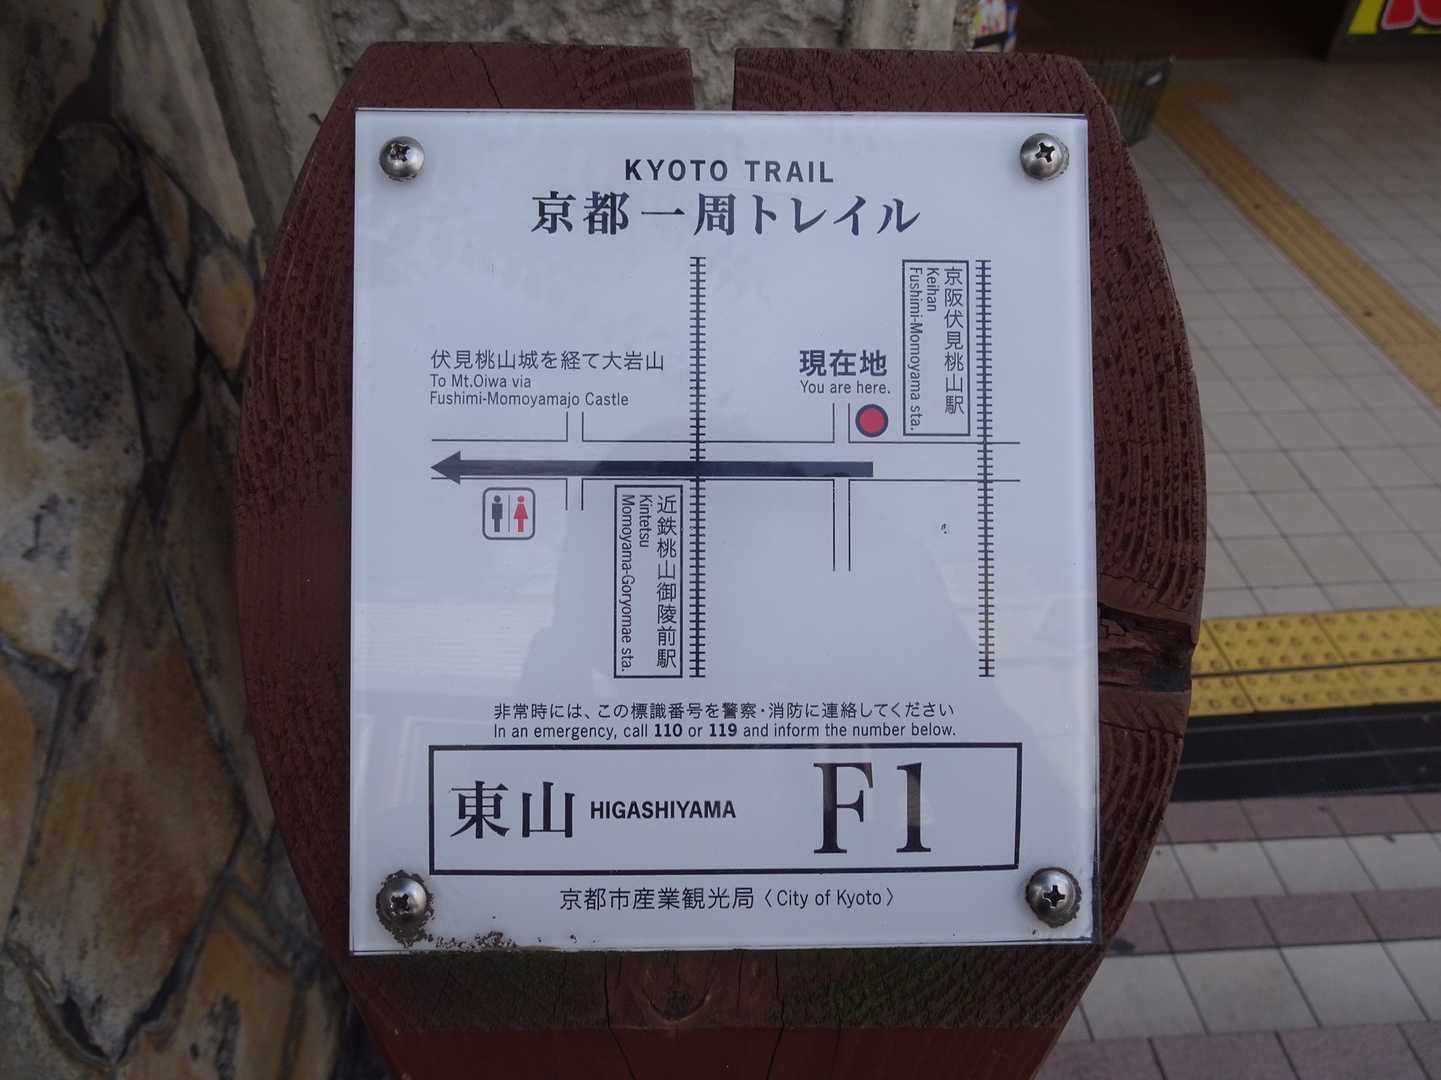 KYOTO TRAIL
京都一周トレイル
京阪伏見桃山駅
Keihan
Fushimi-Momoyama sta.
伏見桃山城を経て大岩山
To Mt.Oiwa via
Fushimi-Momoyamajo Castle
現在地
You are here.
近鉄桃山御陵前駅
Kintetsu
Momoyama-Goryomae sta.
非常時には、この標識番号を警察・消防に連絡してください
In an emergency, call 110 or 119 and inform the number below.
東山 HIGASHIYAMA F1
京都市産業観光局〈City of Kyoto〉